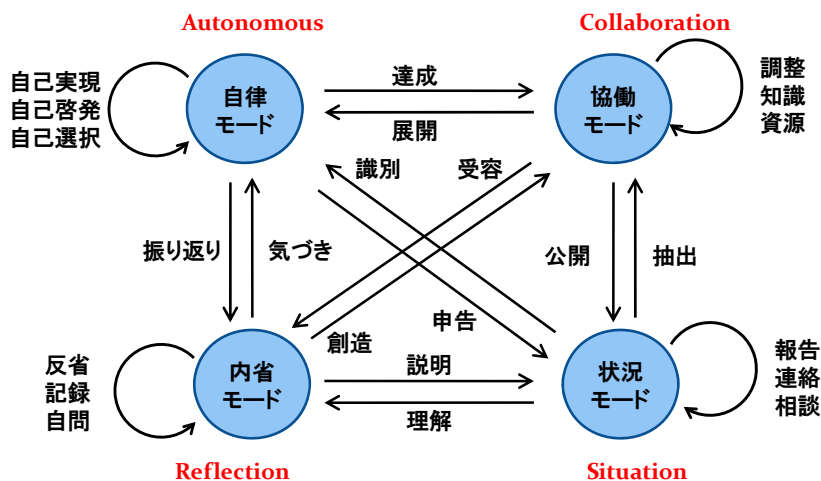 Autonomous
Collaboration
自己実現
自己啓発
自己選択
自律
モード
達成
展開
協働
モード
調整
知識
資源
識別
受容
振り返り
気づき
公開
抽出
申告
創造
反省
記録
自問
内省
モード
説明
理解
状況
モード
報告
連絡
相談
Reflection
Situation